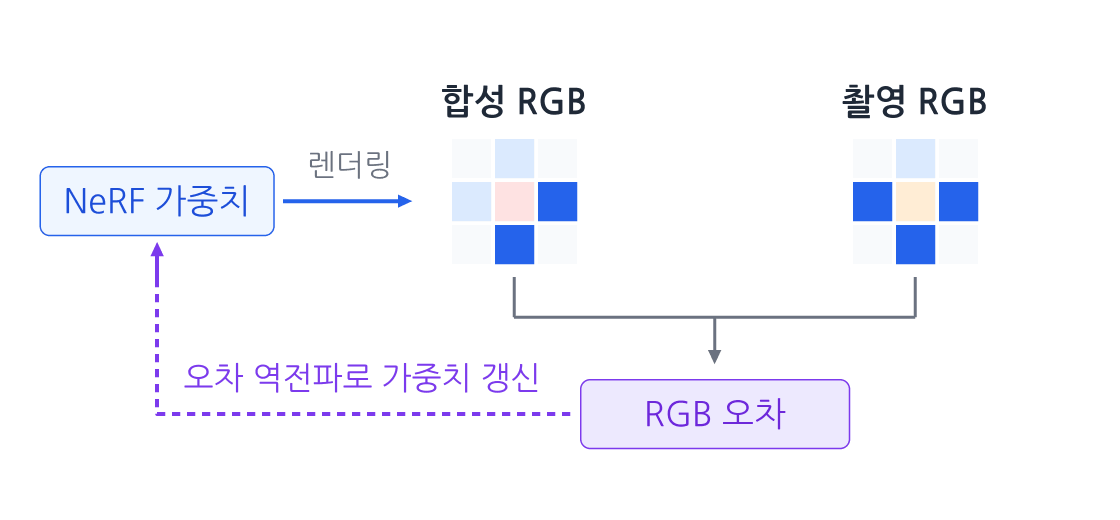 합성 RGB
촬영 RGB
렌더링
NeRF 가중치
오차 역전파로 가중치 갱신
RGB 오차